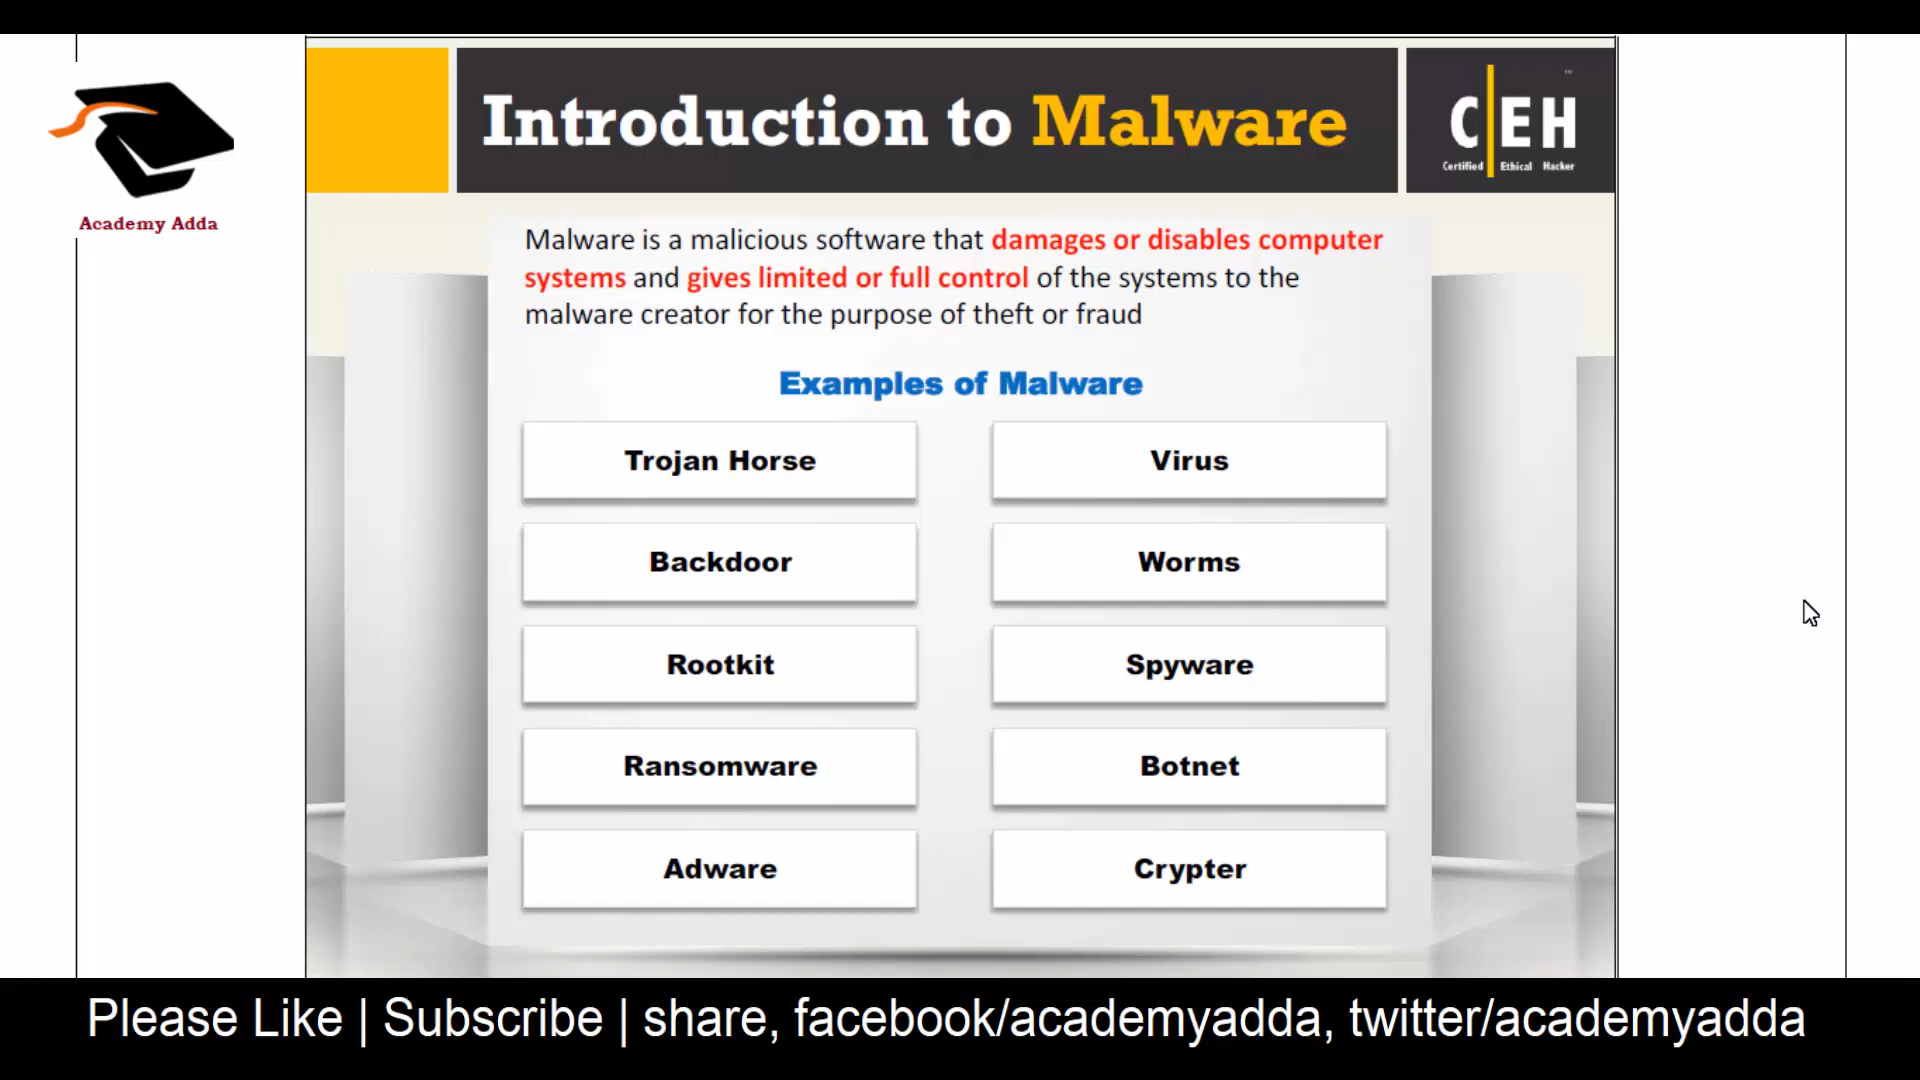 Introduction to Malware
C|EH
TM
Certified Ethical Hacker
Academy Adda
Malware is a malicious software that damages or disables computer
systems and gives limited or full control of the systems to the
malware creator for the purpose of theft or fraud
Examples of Malware
Trojan Horse
Virus
Backdoor
Worms
Rootkit
Spyware
Ransomware
Botnet
Adware
Crypter
Please Like | Subscribe | share, facebook/academyadda, twitter/academyadda